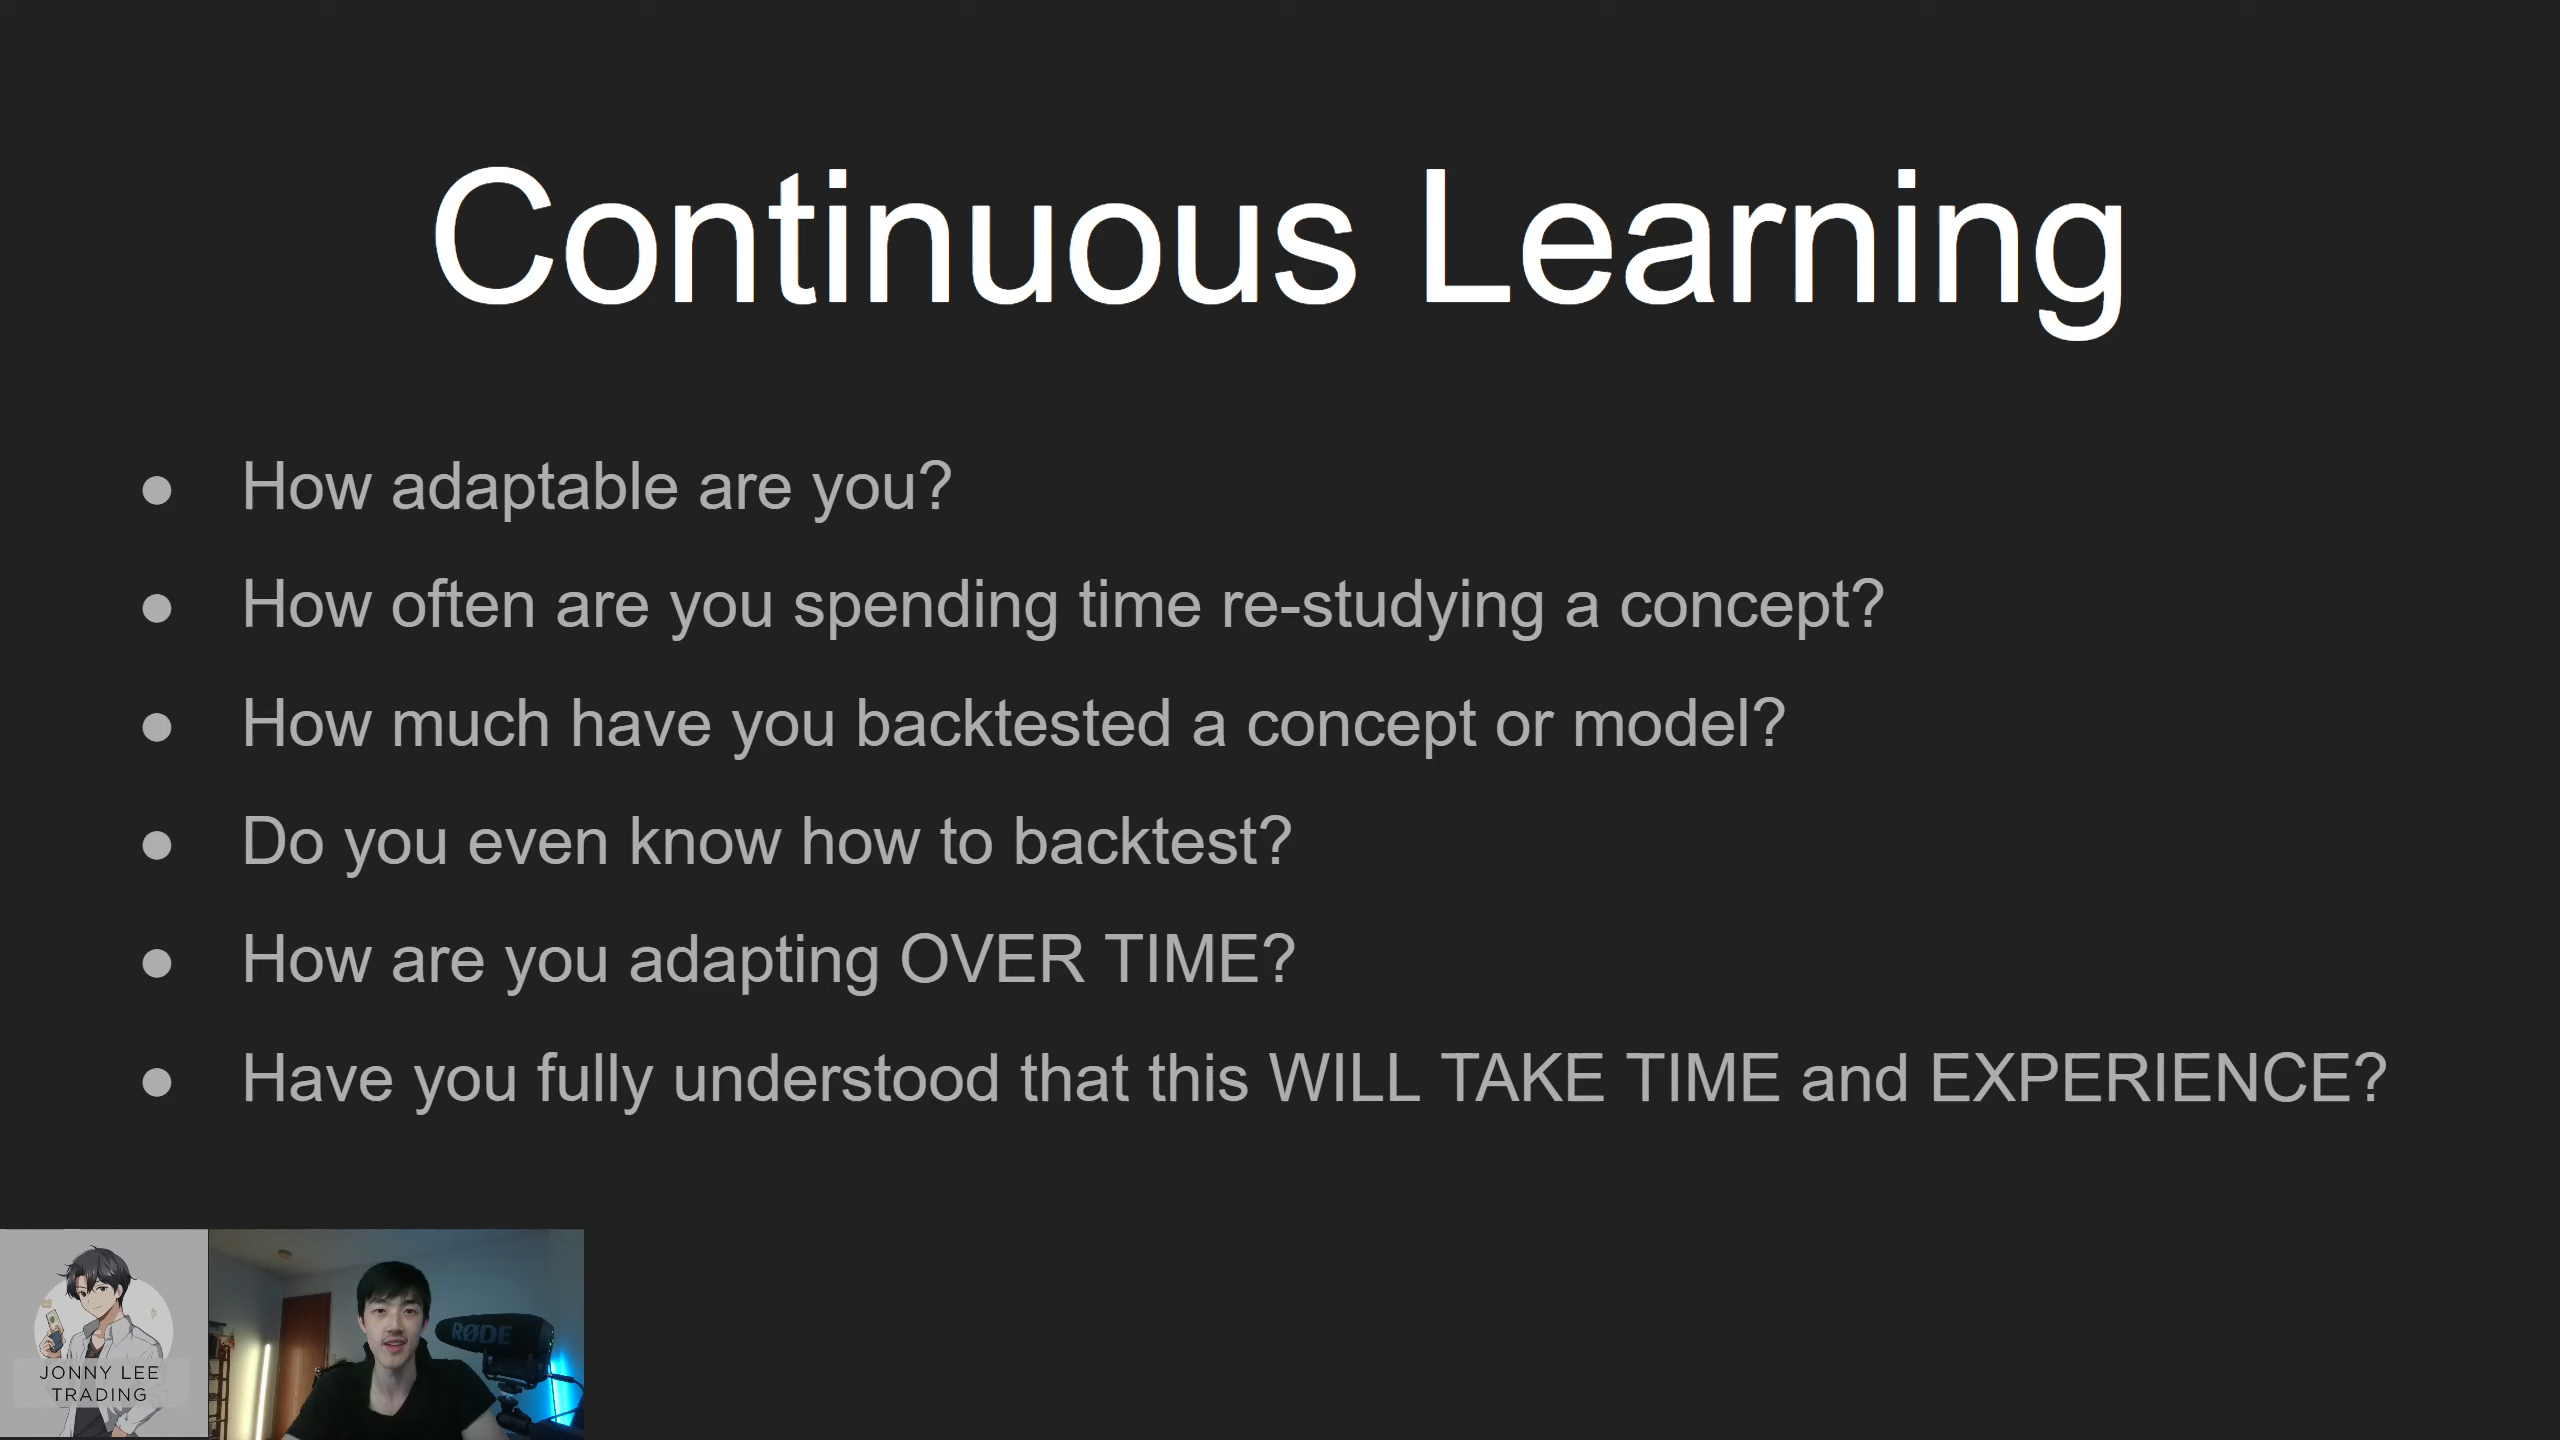 Continuous Learning
How adaptable are you?
How often are you spending time re-studying a concept?
How much have you backtested a concept or model?
Do you even know how to backtest?
How are you adapting OVER TIME?
Have you fully understood that this WILL TAKE TIME and EXPERIENCE?
JONNY LEE
TRADING
RØDE